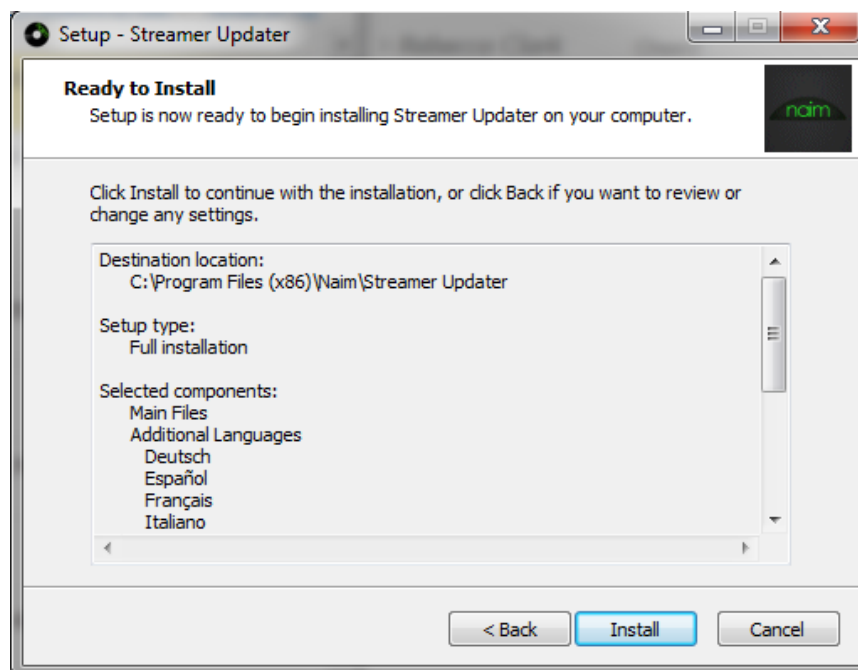 Setup - Streamer Updater
Ready to Install
Setup is now ready to begin installing Streamer Updater on your computer.
naim
Click Install to continue with the installation, or click Back if you want to review or
change any settings.
Destination location:
C:\Program Files (x86)\Naim\Streamer Updater
Setup type:
Full installation
Selected components:
Main Files
Additional Languages
Deutsch
Español
Français
Italiano
< Back
Install
Cancel